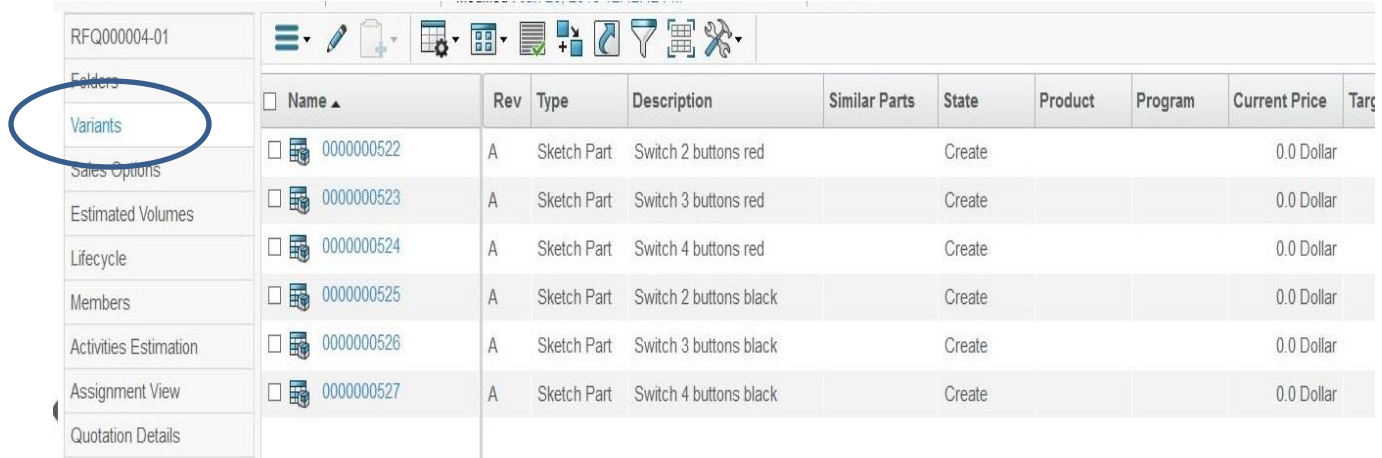 RFQ000004-01
Folders
Variants
Sales Options
Estimated Volumes
Lifecycle
Members
Activities Estimation
Assignment View
Quotation Details
Name Rev Type Description Similar Parts State Product Program Current Price Targ
0000000522 A Sketch Part Switch 2 buttons red Create 0.0 Dollar
0000000523 A Sketch Part Switch 3 buttons red Create 0.0 Dollar
0000000524 A Sketch Part Switch 4 buttons red Create 0.0 Dollar
0000000525 A Sketch Part Switch 2 buttons black Create 0.0 Dollar
0000000526 A Sketch Part Switch 3 buttons black Create 0.0 Dollar
0000000527 A Sketch Part Switch 4 buttons black Create 0.0 Dollar